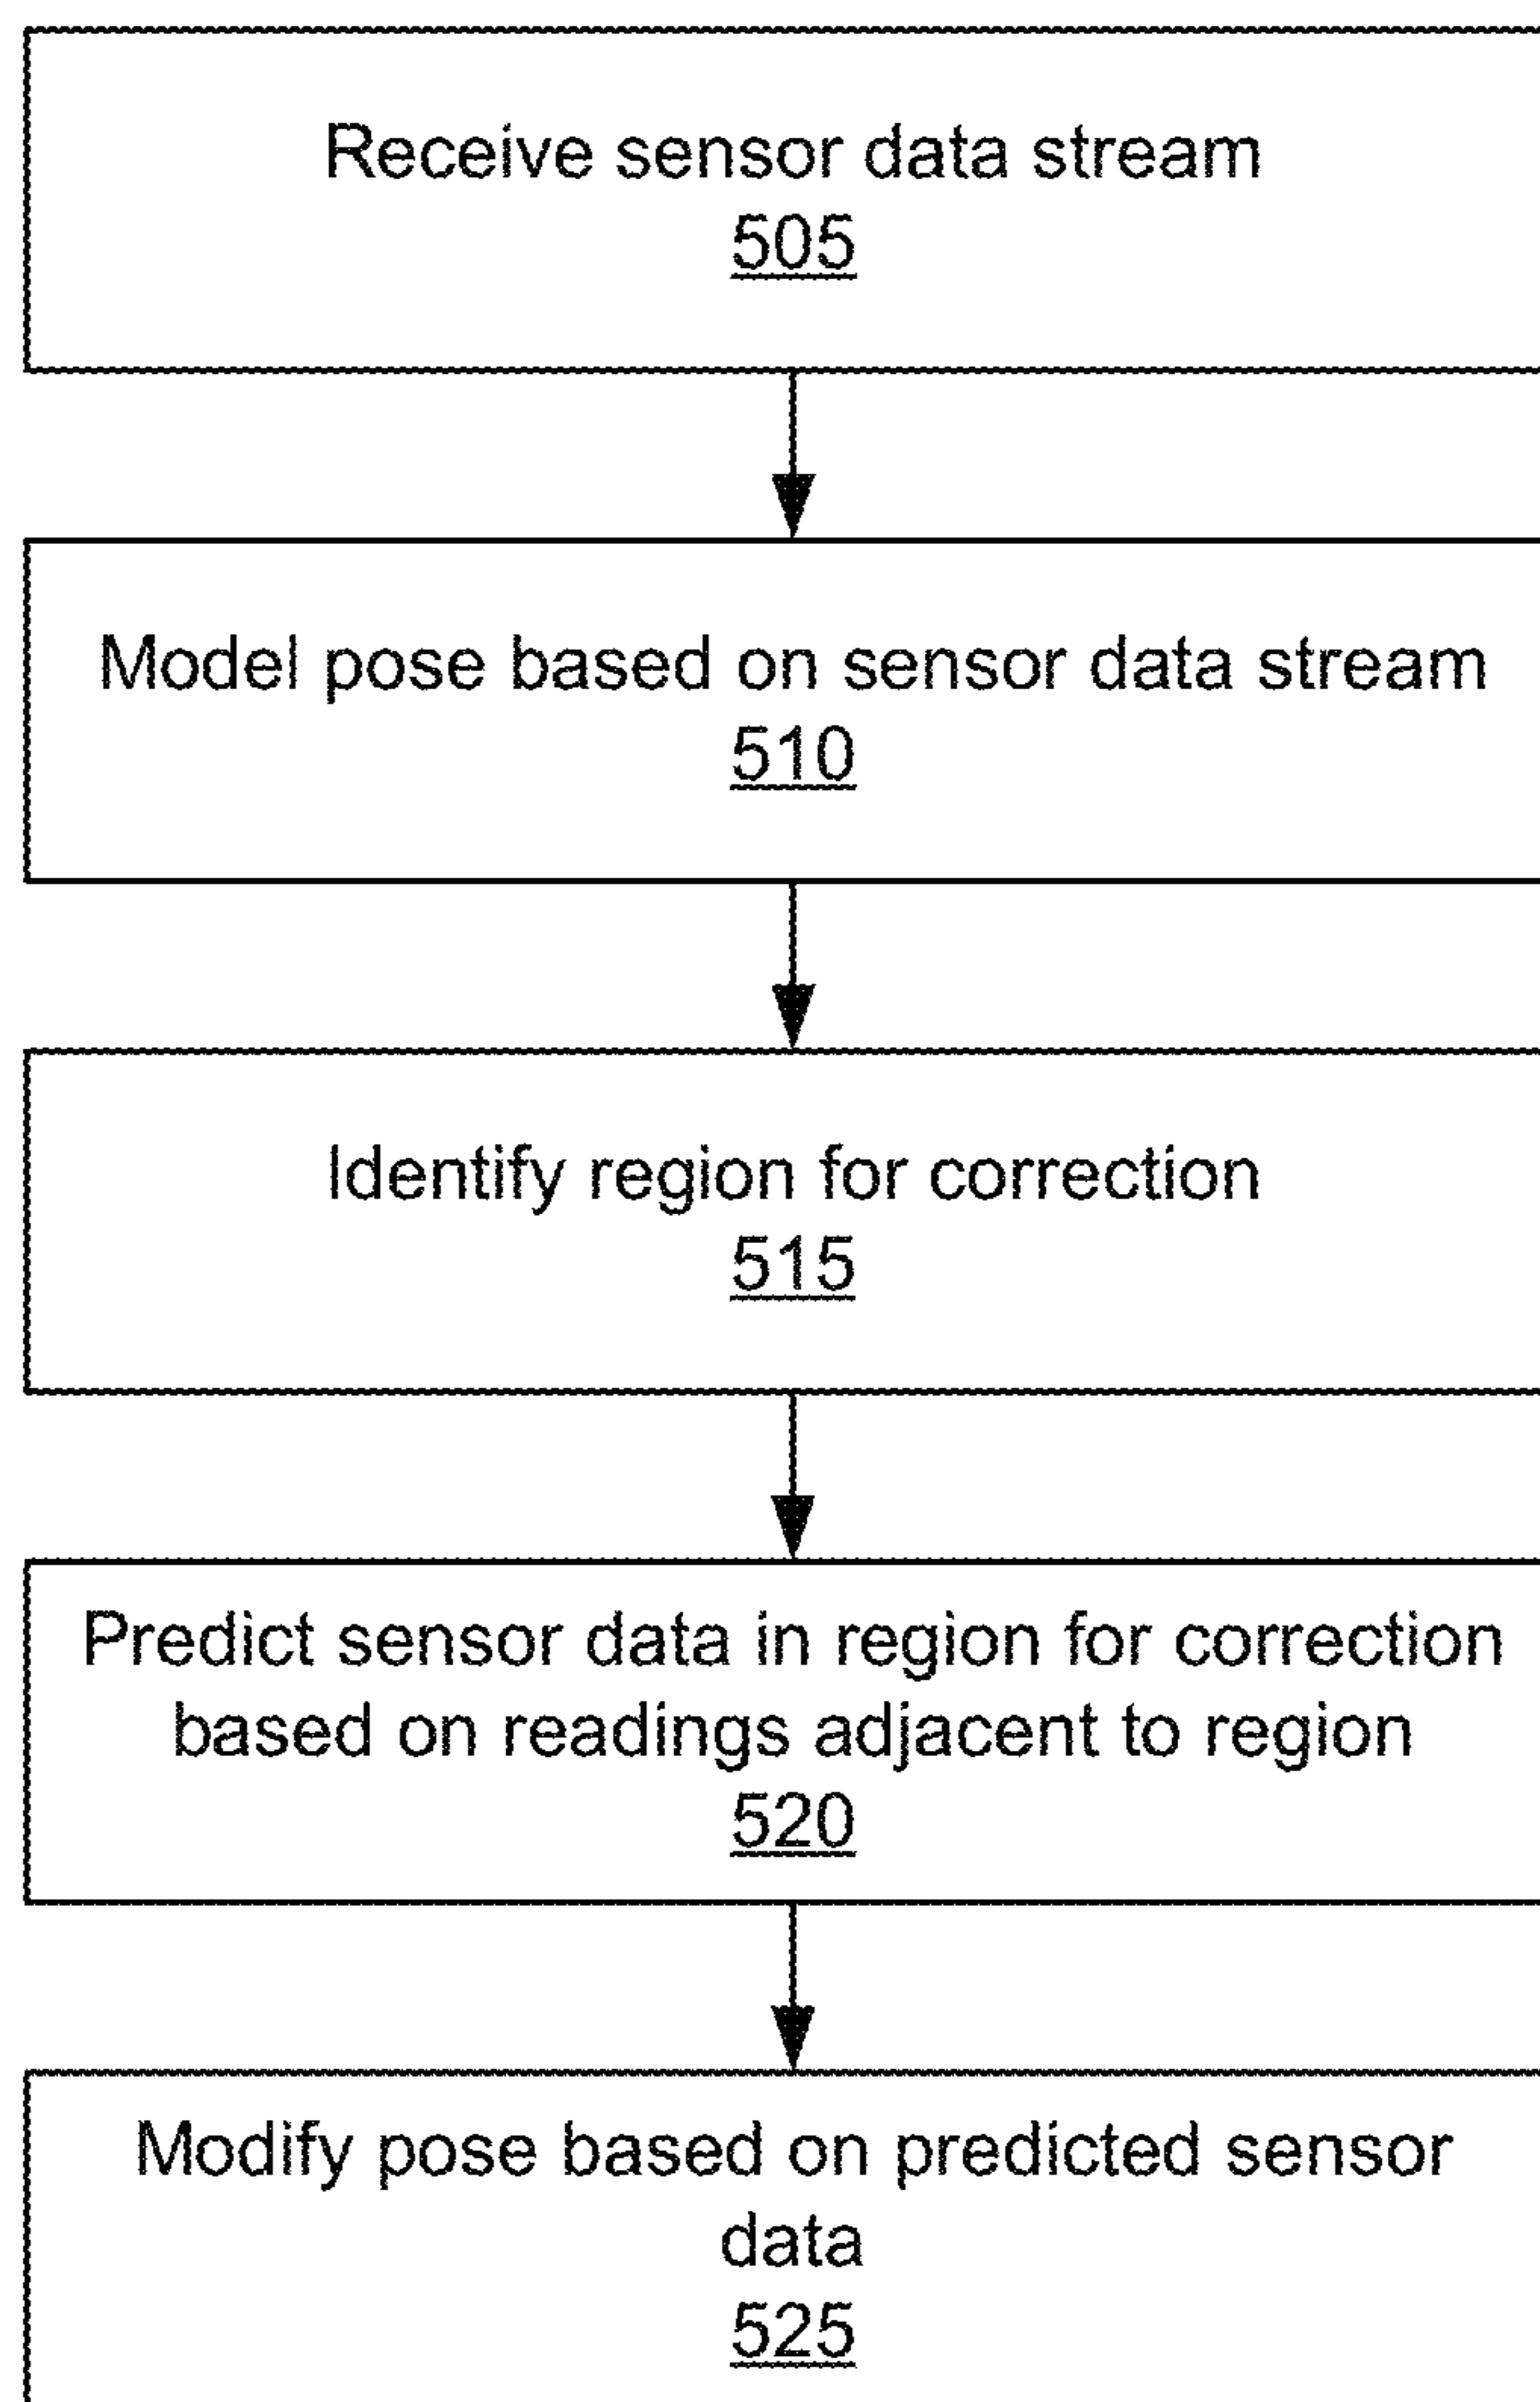 Receive sensor data stream
505
Model pose based on sensor data stream
510
Identify region for correction
515
Predict sensor data in region for correction
based on readings adjacent to region
520
Modify pose based on predicted sensor
data
525